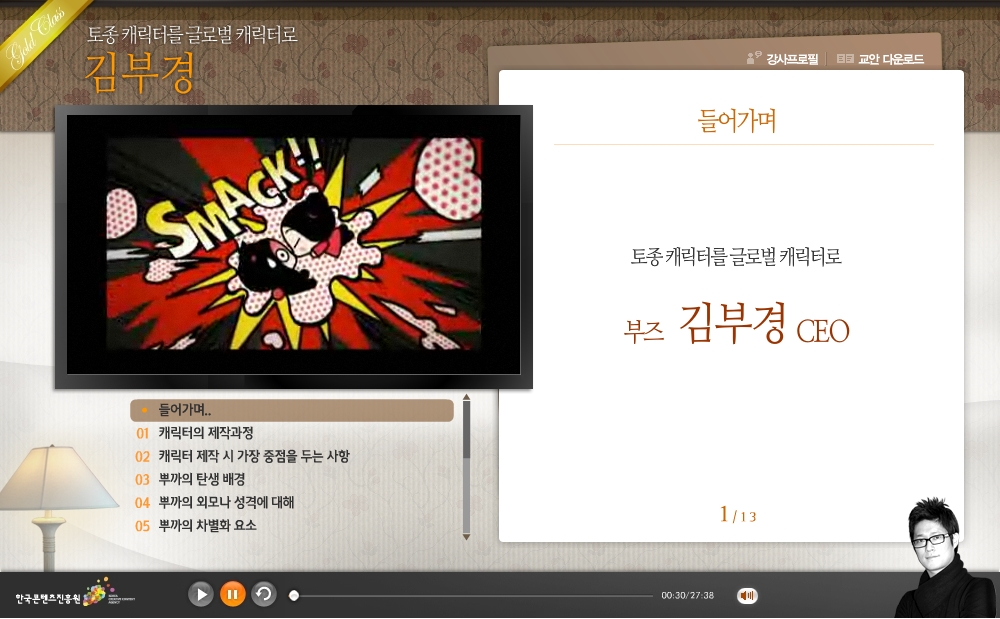 Gold Class
토종 캐릭터를 글로벌 캐릭터로
김부경
강사프로필
교안 다운로드
SMACK!!
들어가며
토종 캐릭터를 글로벌 캐릭터로
부즈 김부경 CEO
1/13
들어가며..
01 캐릭터의 제작과정
02 캐릭터 제작 시 가장 중점을 두는 사항
03 뿌까의 탄생 배경
04 뿌까의 외모나 성격에 대해
05 뿌까의 차별화 요소
한국콘텐츠진흥원
00:30/27:38